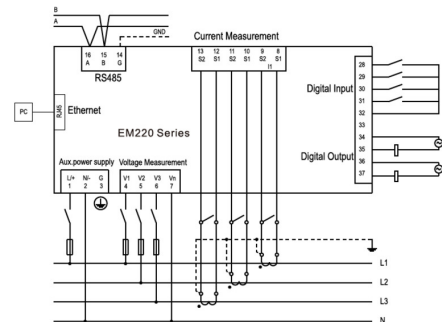 B
A
GND
Current Measurement
16 15 14
A B G
RS485
13 12 11 10 9 8
S2 S1 S2 S1 S2 S1
I1
28
29
Digital Input 30
31
32
33
34
Digital Output 35
36
37
PC
RJ45
Ethernet
EM220 Series
Aux.power supply Voltage Measurement
L/+ N/- G V1 V2 V3 Vn
1 2 3 4 5 6 7
L1
L2
L3
N